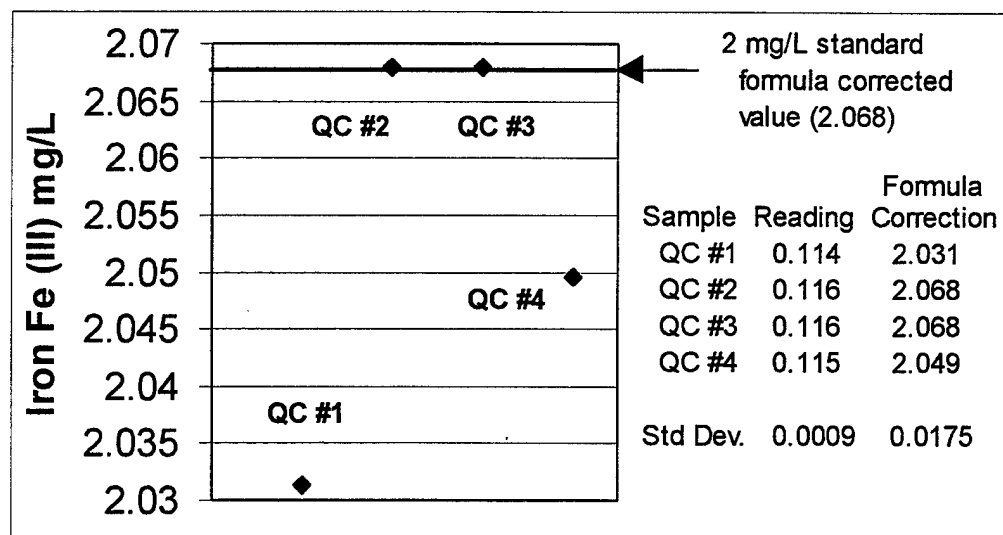 Iron Fe (III) mg/L
2.07
2.065
2.06
2.055
2.05
2.045
2.04
2.035
2.03
QC #2
QC #3
QC #4
QC #1
2 mg/L standard
formula corrected
value (2.068)
Formula
Sample Reading Correction
QC #1 0.114 2.031
QC #2 0.116 2.068
QC #3 0.116 2.068
QC #4 0.115 2.049
Std Dev. 0.0009 0.0175